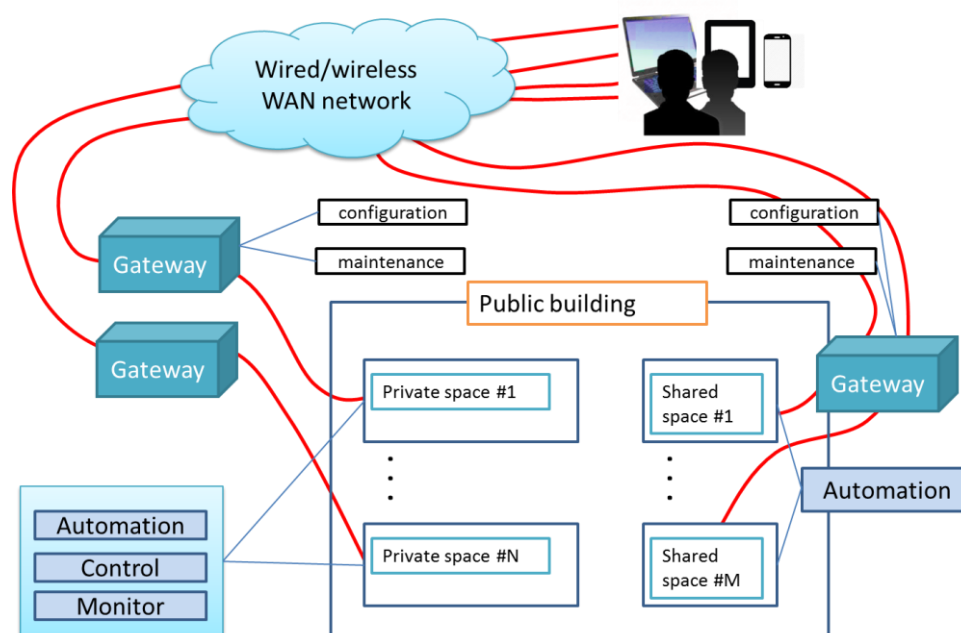 Wired/wireless
WAN network
configuration
maintenance
configuration
maintenance
Gateway
Gateway
Public building
Gateway
Private space #1
Shared
space #1
Automation
Control
Monitor
Private space #N
Shared
space #M
Automation